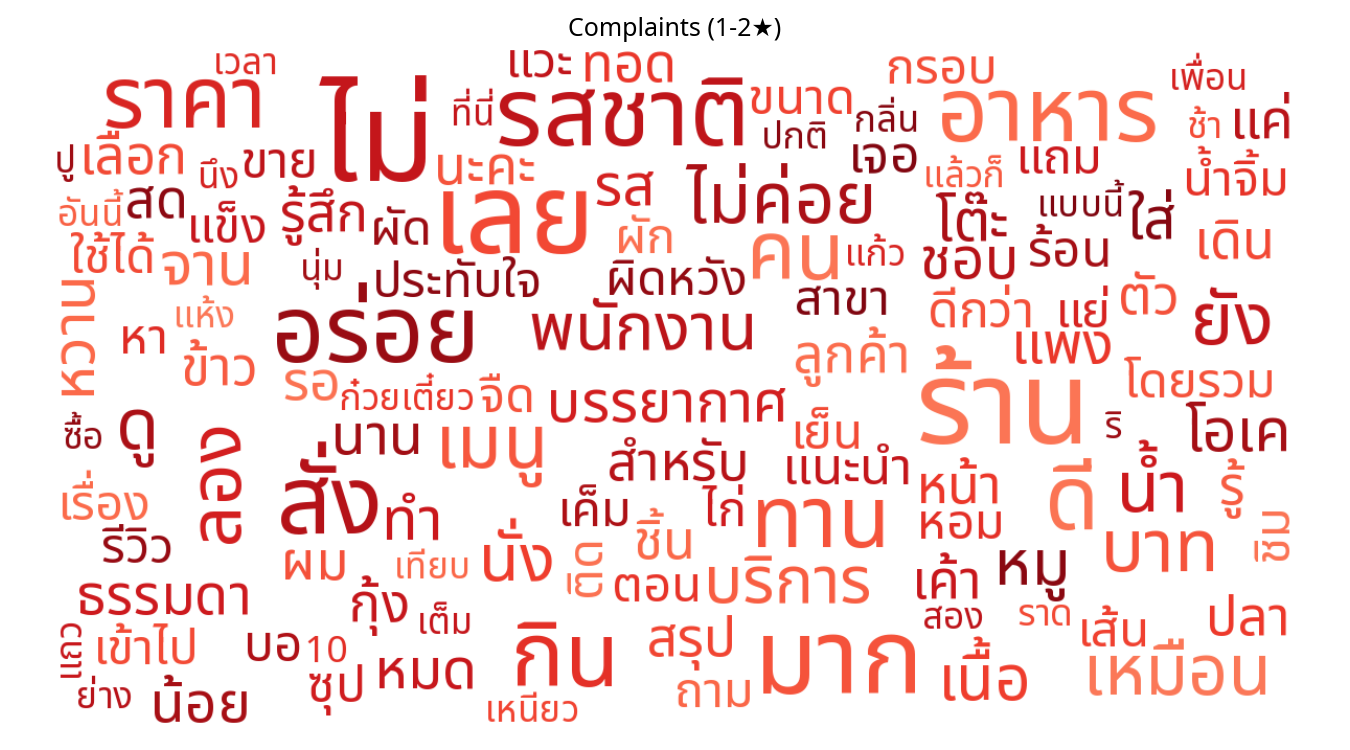 Complaints (1-2★)
เวลา
แวะ
ทอด
กรอบ
เพื่อน
ราคา
ไม่
ที่นี่
รสชาติ
ขนาด
ปกติ
กลิ่น
อาหาร
ช้า
แค่
ปู
เลือก
นึง
ขาย
นะคะ
เจอ
แถม
แล้วก็
น้ำจิ้ม
อันนี้
สด
แข็ง
รู้สึก
ผัด
เลย
รส
ไม่ค่อย
โต๊ะ
แบบนี้
ใส่
ใช้ได้
จาน
นุ่ม
ประทับใจ
ผัก
ผิดหวัง
คน
แก้ว
ชอบ
ร้อน
เดิน
หวาน
หา
แห้ง
ข้าว
อร่อย
พนักงาน
สาขา
ลูกค้า
ดีกว่า
แย่
แพง
ตัว
ยัง
รอ
ก๋วยเตี๋ยว
จืด
บรรยากาศ
ร้าน
โดยรวม
ซื้อ
ดู
ลอง
นาน
เมนู
เย็น
สำหรับ
แนะนำ
ริ
โอเค
เรื่อง
สั่ง
ทำ
เค็ม
ไก่
ทาน
หน้า
หอม
ดี
น้ำ
รู้
รีวิว
ผม
เทียบ
นั่ง
ชิ้น
บาท
ธรรมดา
กุ้ง
เต็ม
ตอน
บริการ
เค้า
หมู
สอง
ราด
เส้น
ปลา
แถว
เข้าไป
บอ
10
ซุป
หมด
กิน
สรุป
มาก
เนื้อ
เหมือน
ย่าง
น้อย
เหนียว
ถาม